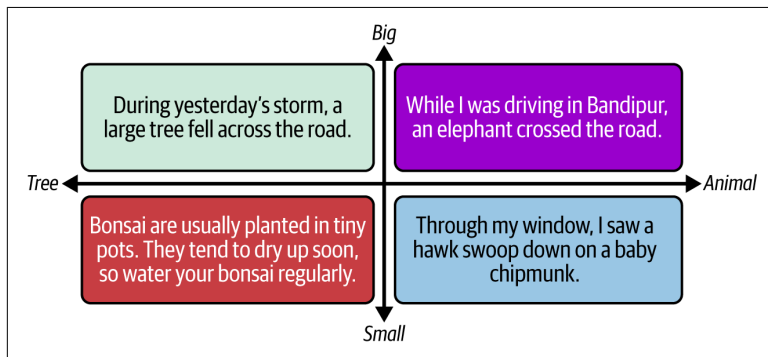 Big
During yesterday's storm, a
large tree fell across the road.
While I was driving in Bandipur,
an elephant crossed the road.
Tree
Animal
Bonsai are usually planted in tiny
pots. They tend to dry up soon,
so water your bonsai regularly.
Through my window, I saw a
hawk swoop down on a baby
chipmunk.
Small